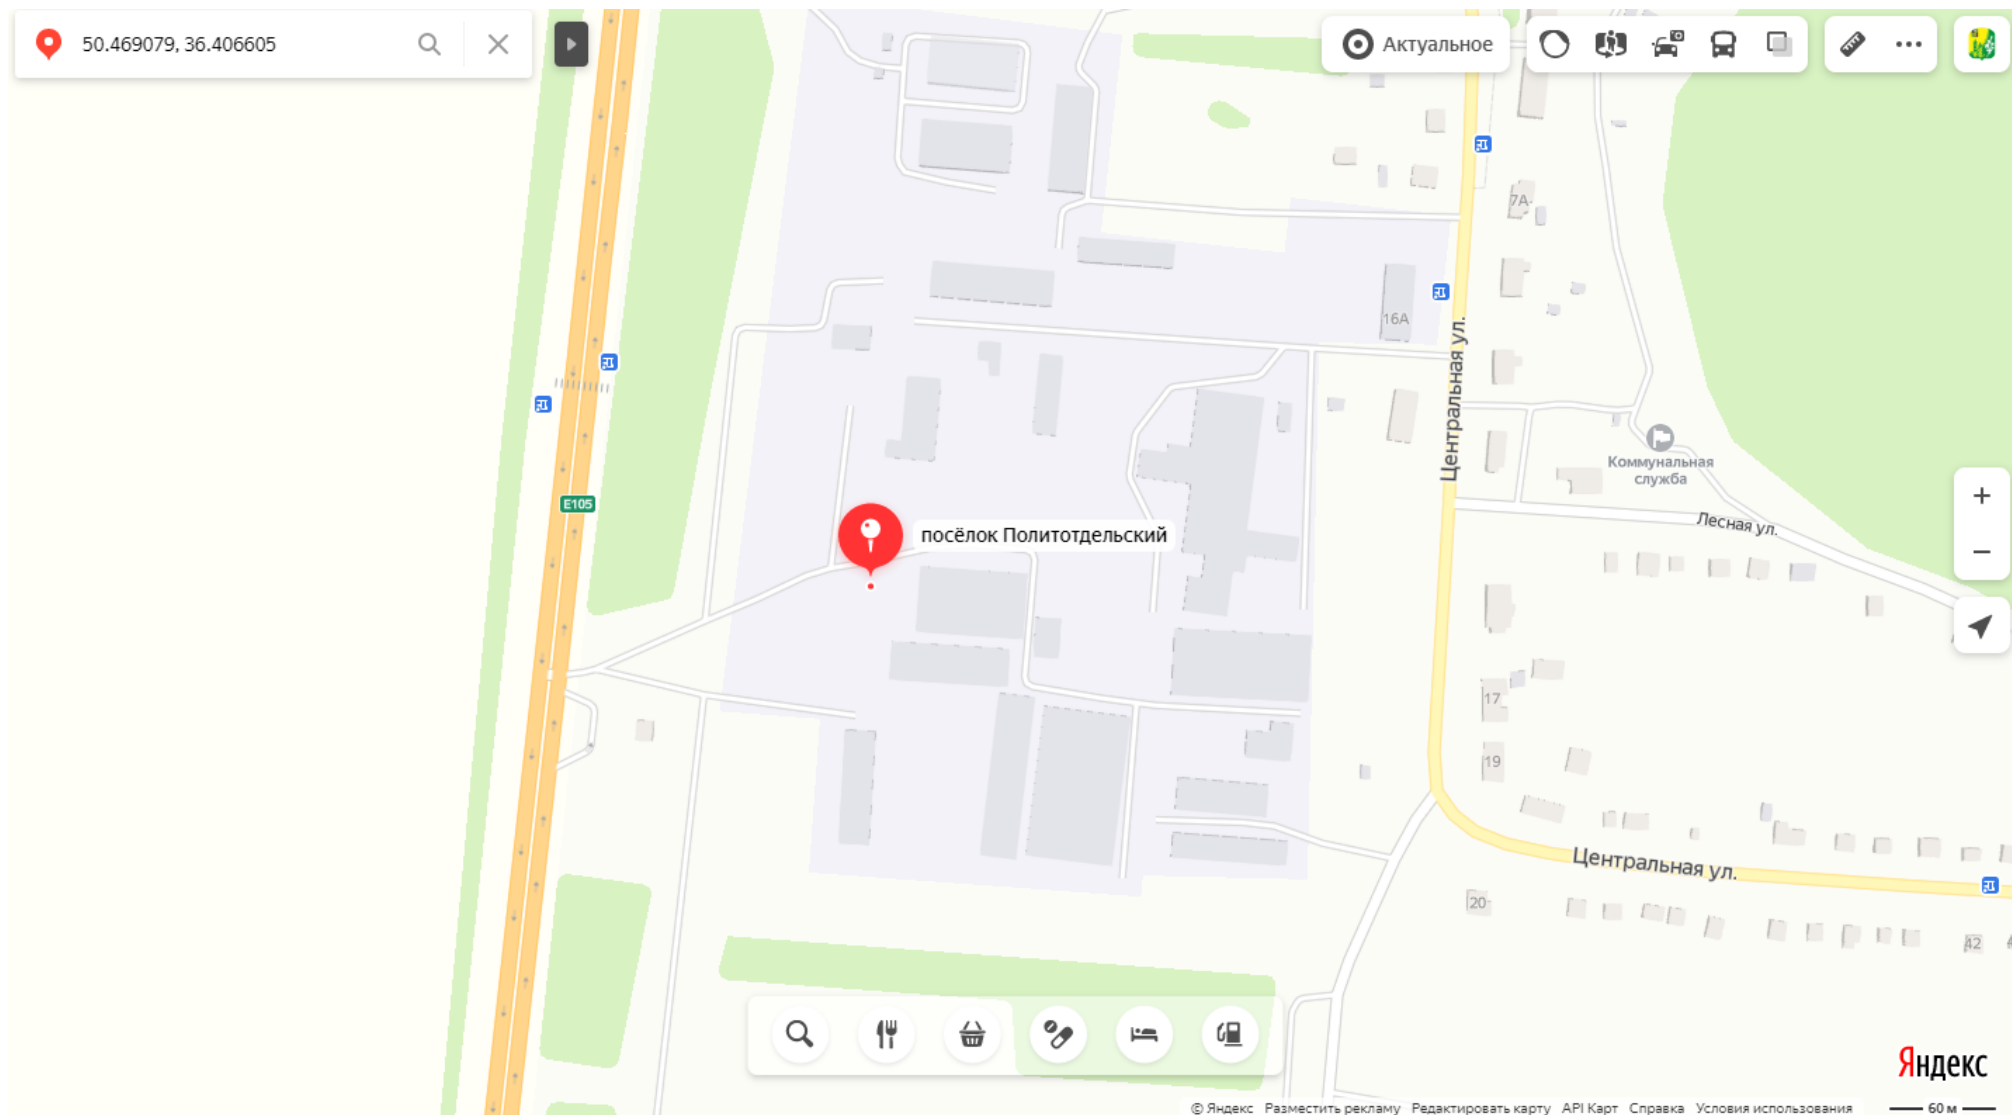 50.469079, 36.406605
Актуальное
7А
16А
Центральная ул.
Коммунальная
служба
E105
Лесная ул.
посёлок Политотдельский
17
19
Центральная ул.
20
42
Яндекс
© Яндекс Разместить рекламу Редактировать карту API Карт Справка Условия использования 60 м